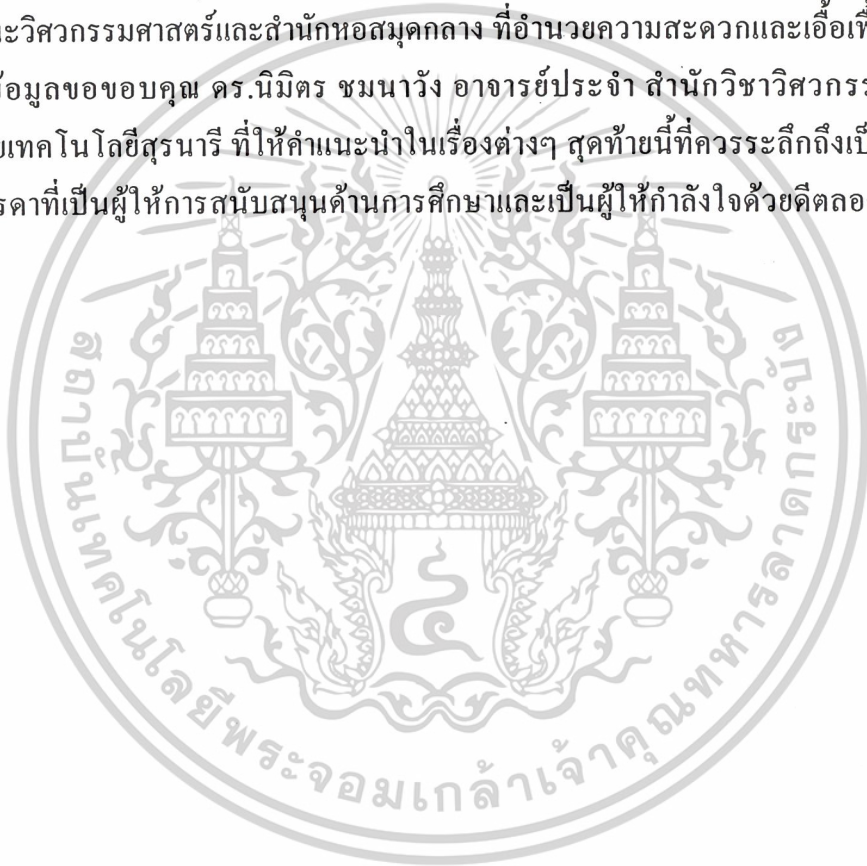 ะวิศวกรรมศาสตร์และสำนักหอสมุดกลาง ที่อำนวยความสะดวกและเอื้อเ
้อมูลขอขอบคุณ ดร.นิมิตร ชมนาวัง อาจารย์ประจำ สำนักวิชาวิศวกรร
ยเทคโนโลยีสุรนารี ที่ให้คำแนะนำในเรื่องต่างๆ สุดท้ายนี้ที่ควรระลึกถึงเป็
รดาที่เป็นผู้ให้การสนับสนุนด้านการศึกษาและเป็นผู้ให้กำลังใจด้วยดีตลอ
สถาบันเทคโนโลยีพระจอมเกล้าเจ้าคุณทหารลาดกระบัง
๔